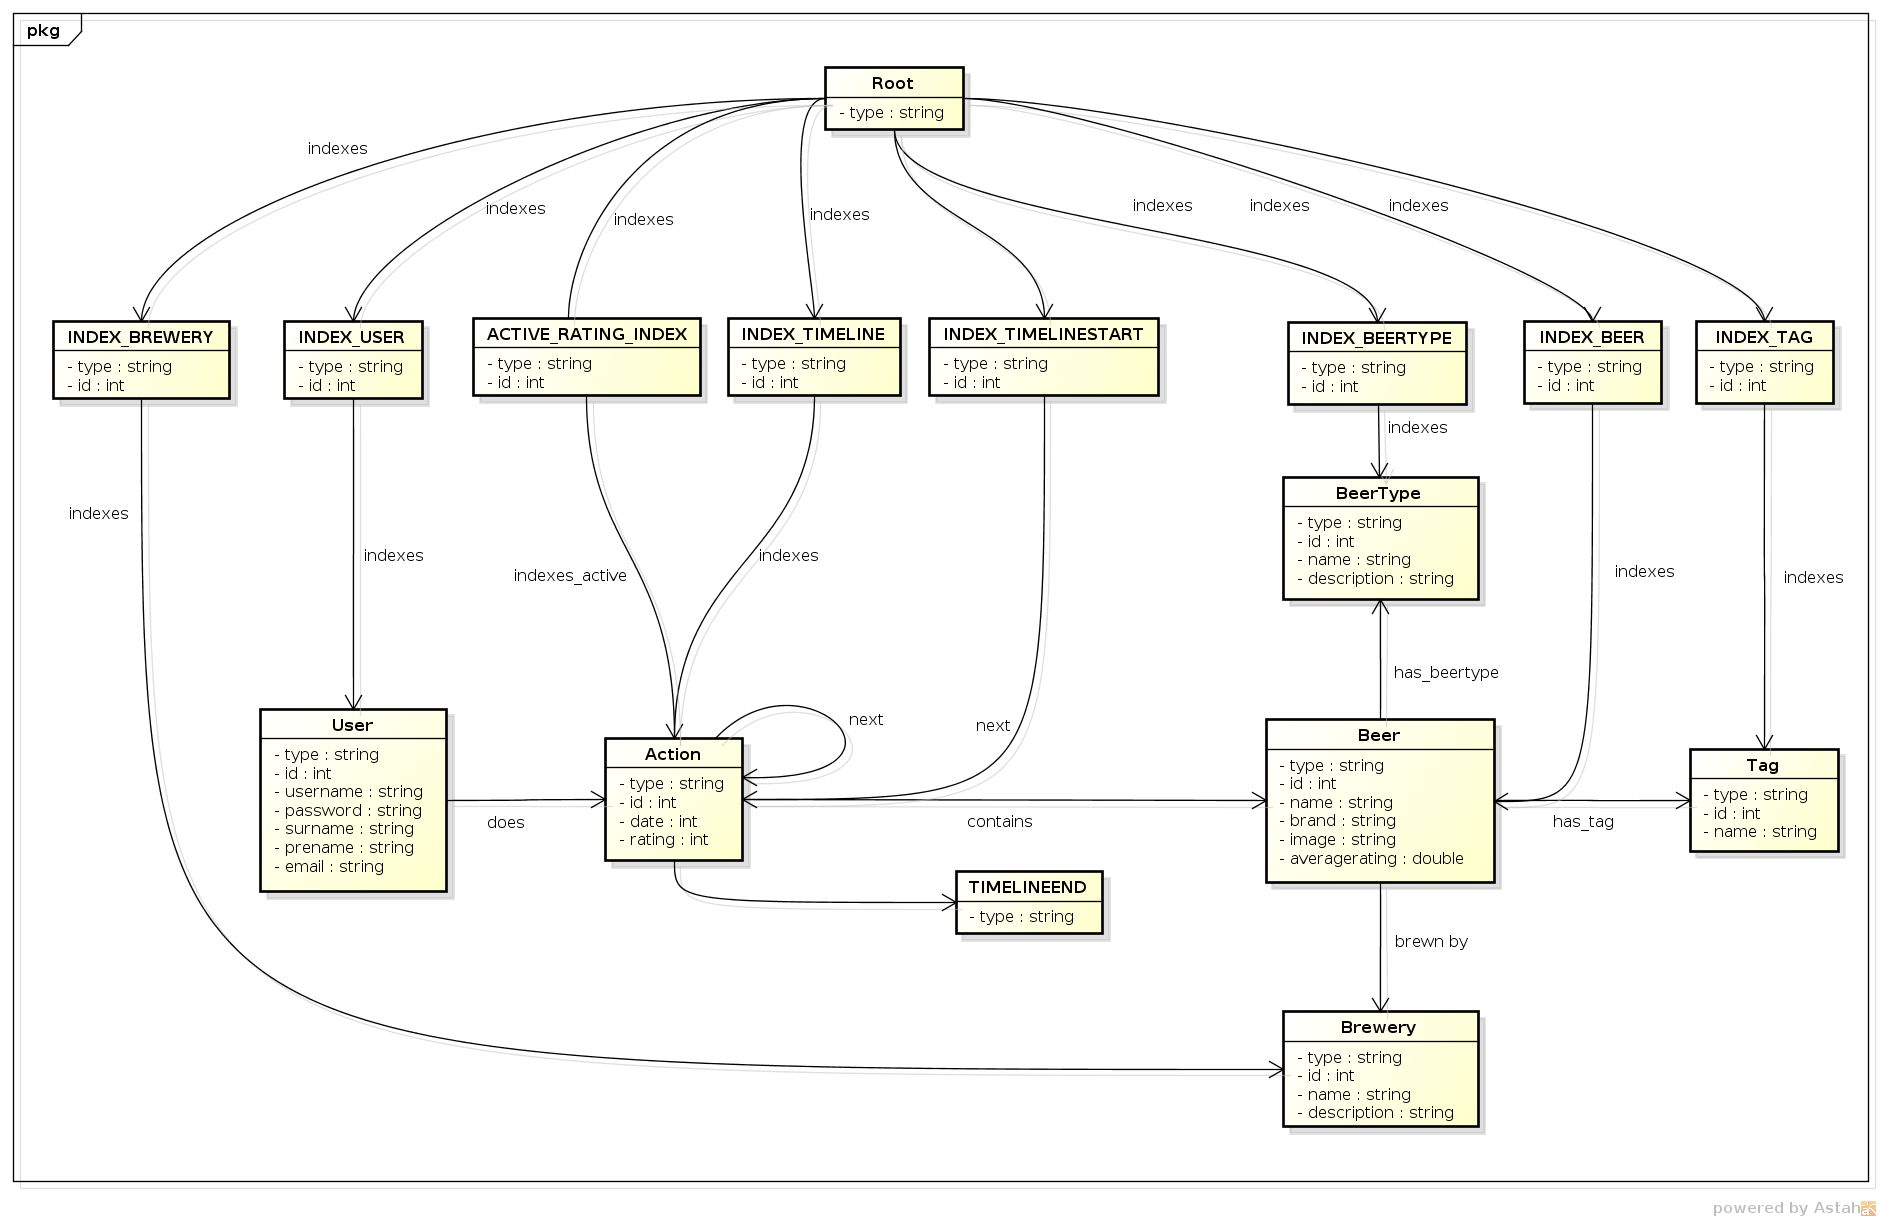 pkg
Root
- type : string
indexes
indexes
indexes
indexes
indexes
indexes
indexes
INDEX_BREWERY
- type : string
- id : int
INDEX_USER
- type : string
- id : int
ACTIVE_RATING_INDEX
- type : string
- id : int
INDEX_TIMELINE
- type : string
- id : int
INDEX_TIMELINESTART
- type : string
- id : int
INDEX_BEERTYPE
- type : string
- id : int
INDEX_BEER
- type : string
- id : int
INDEX_TAG
- type : string
- id : int
indexes
indexes
indexes
indexes_active
indexes
indexes
indexes
BeerType
- type : string
- id : int
- name : string
- description : string
has_beertype
User
- type : string
- id : int
- username : string
- password : string
- surname : string
- prename : string
- email : string
does
Action
- type : string
- id : int
- date : int
- rating : int
next
next
contains
Beer
- type : string
- id : int
- name : string
- brand : string
- image : string
- averagerating : double
has_tag
Tag
- type : string
- id : int
- name : string
TIMELINEEND
- type : string
brewn by
Brewery
- type : string
- id : int
- name : string
- description : string
powered by Astah